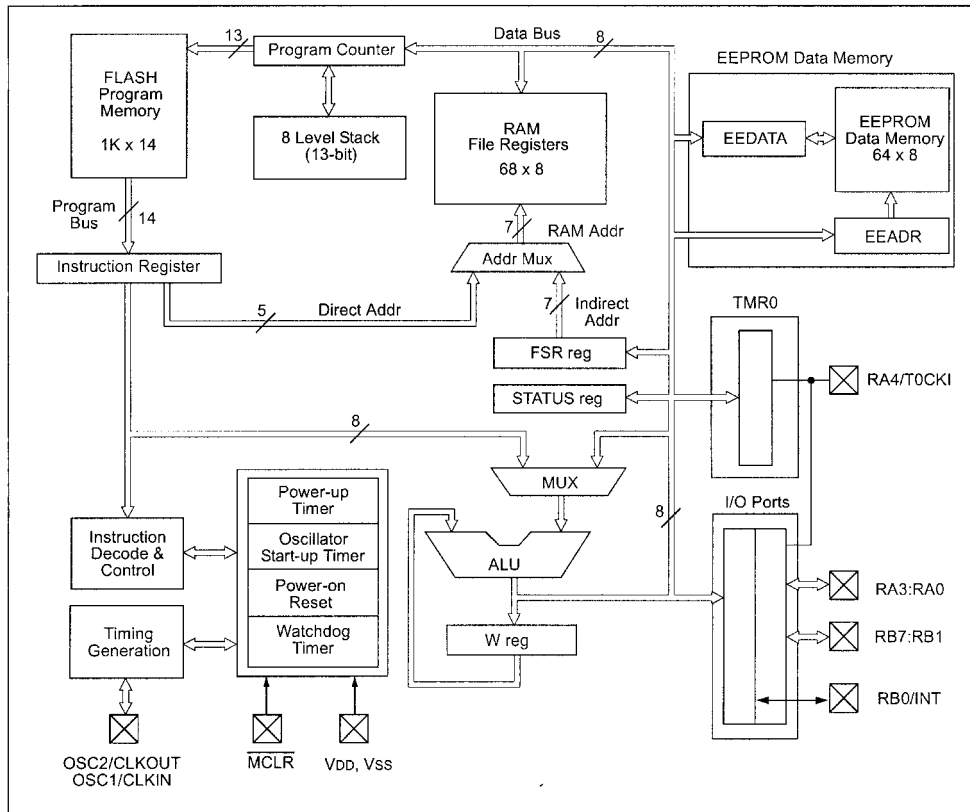 FLASH
Program
Memory
1K x 14
13
Program Counter
8 Level Stack
(13-bit)
Data Bus
8
RAM
File Registers
68 x 8
EEPROM Data Memory
EEDATA
EEPROM
Data Memory
64 x 8
EEADR
Program
Bus
14
7
RAM Addr
Addr Mux
Instruction Register
5
Direct Addr
7
Indirect
Addr
FSR reg
STATUS reg
TMR0
RA4/T0CKI
8
MUX
Power-up
Timer
Oscillator
Start-up Timer
Power-on
Reset
Watchdog
Timer
Instruction
Decode &
Control
Timing
Generation
ALU
8
W reg
I/O Ports
RA3:RA0
RB7:RB1
RB0/INT
OSC2/CLKOUT
OSC1/CLKIN
MCLR
VDD, VSS